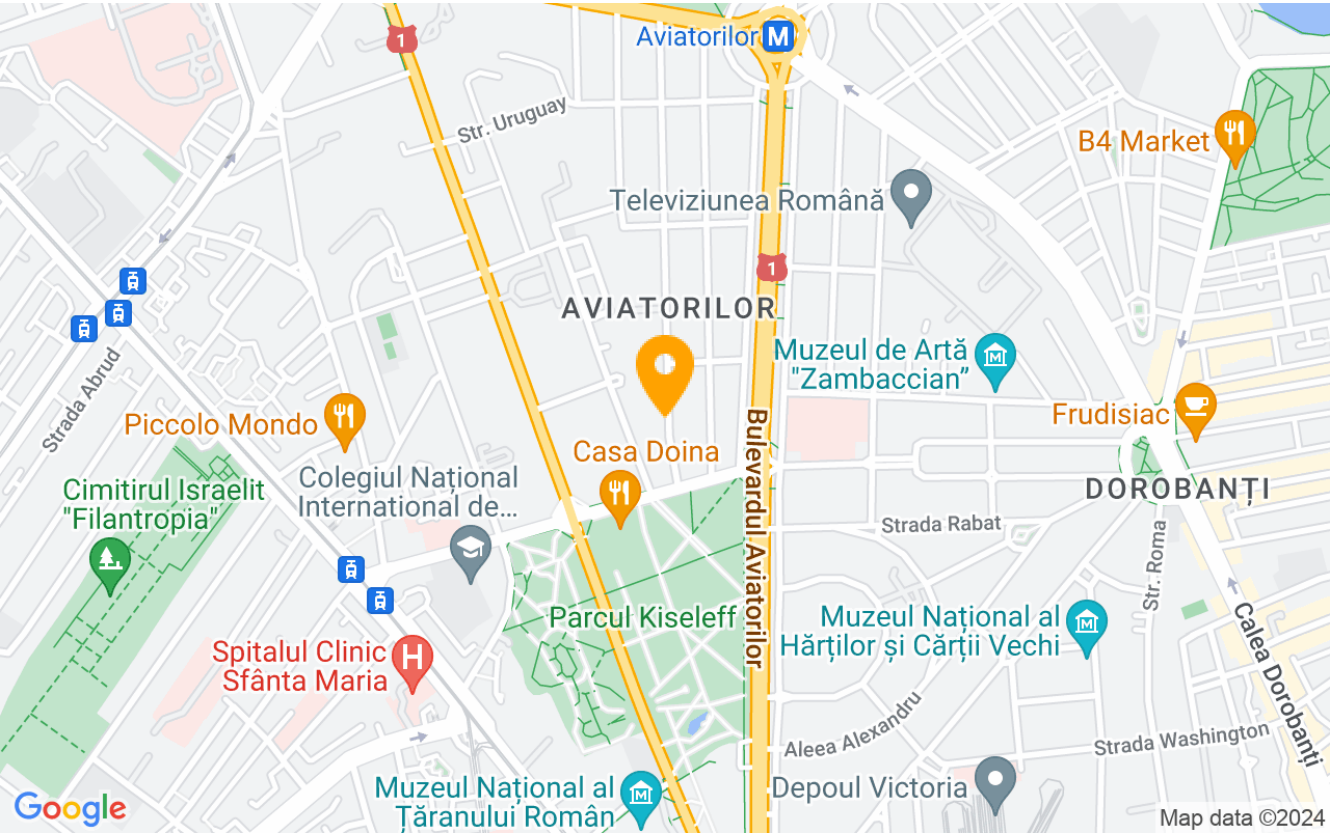 Aviatorilor M
1
Str. Uruguay
B4 Market
Televiziunea Română
1
AVIATORILOR
Muzeul de Artă
"Zambaccian”
Strada Abrud
Piccolo Mondo
Frudisiac
Casa Doina
Bulevardul Aviatorilor
Colegiul Național
International de...
Cimitirul Israelit
"Filantropia"
DOROBANȚI
Strada Rabat
Str. Roma
Parcul Kiseleff
Muzeul Național al
Hărților și Cărții Vechi
Calea Dorobanți
Spitalul Clinic
Sfânta Maria
H
Aleea Alexandru
Strada Washington
Muzeul Național al
Țăranului Român
Depoul Victoria
Google
Map data ©2024